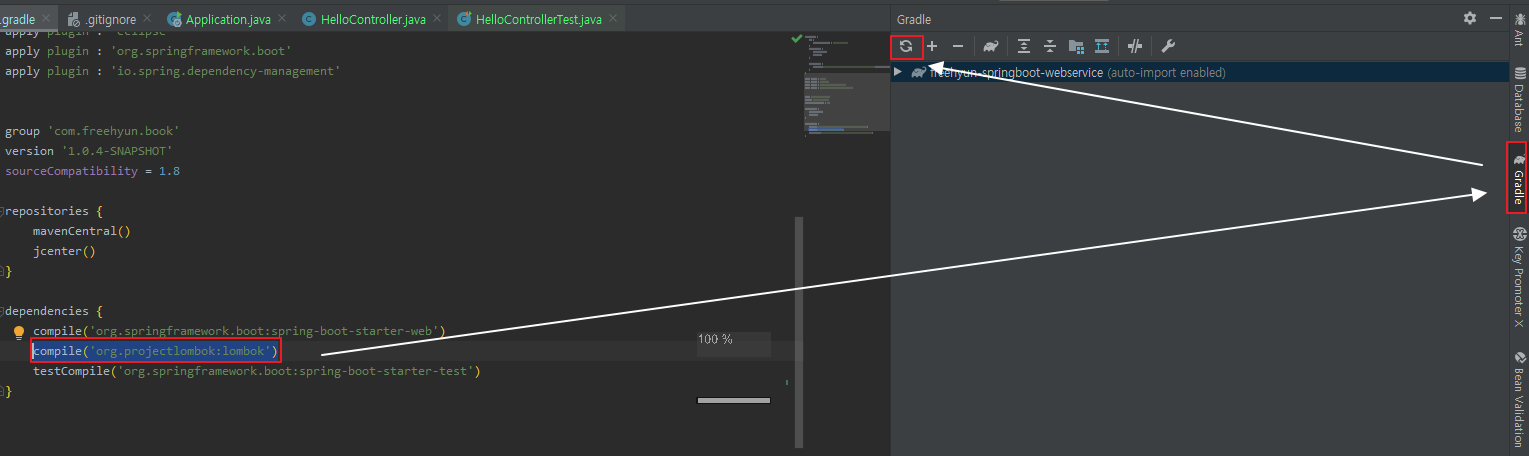 .gradle
.gitignore
Application.java
HelloController.java
HelloControllerTest.java
apply plugin : 'eclipse'
apply plugin : 'org.springframework.boot'
apply plugin : 'io.spring.dependency-management'
group 'com.freehyun.book'
version '1.0.4-SNAPSHOT'
sourceCompatibility = 1.8
repositories {
mavenCentral()
jcenter()
}
dependencies {
compile('org.springframework.boot:spring-boot-starter-web')
compile('org.projectlombok:lombok')
testCompile('org.springframework.boot:spring-boot-starter-test')
}
100 %
Gradle
freehyun-springboot-webservice (auto-import enabled)
Ant
Database
Gradle
Key Promoter X
Bean Validation